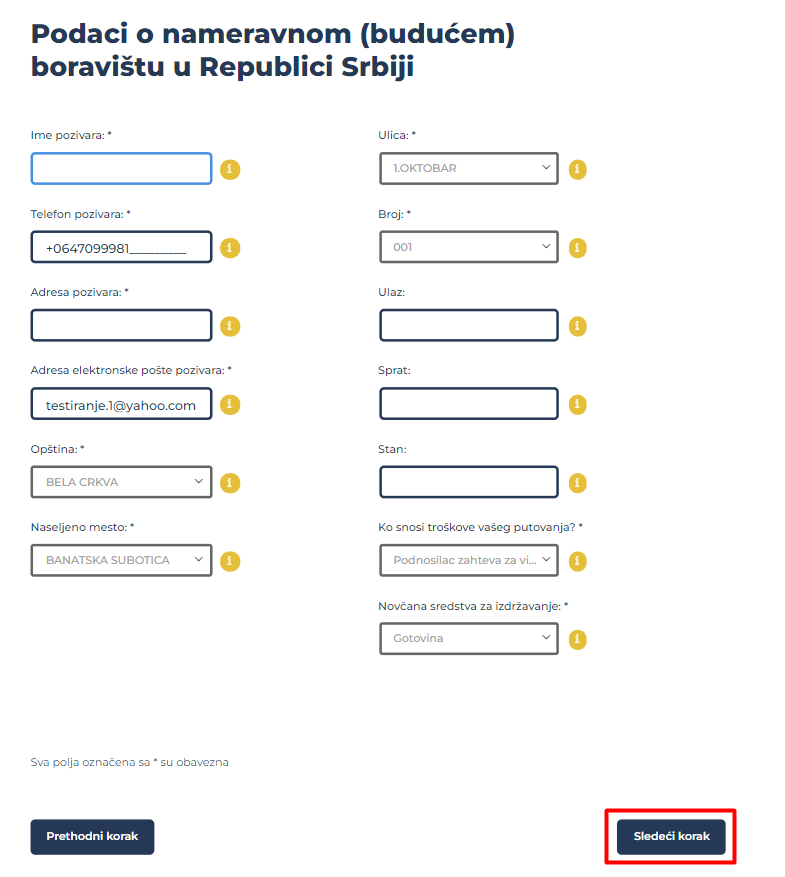 Podaci o nameravnom (budućem)
boravištu u Republici Srbiji
Ime pozivara: *
Telefon pozivara: *
+0647099981_________
Adresa pozivara: *
Adresa elektronske pošte pozivara: *
testiranje.1@yahoo.com
Opština: *
BELA CRKVA
Naseljeno mesto: *
BANATSKA SUBOTICA
Ulica: *
1.OKTOBAR
Broj: *
001
Ulaz:
Sprat:
Stan:
Ko snosi troškove vašeg putovanja? *
Podnosilac zahteva za vi...
Novčana sredstva za izdržavanje: *
Gotovina
Sva polja označena sa * su obavezna
Prethodni korak
Sledeći korak